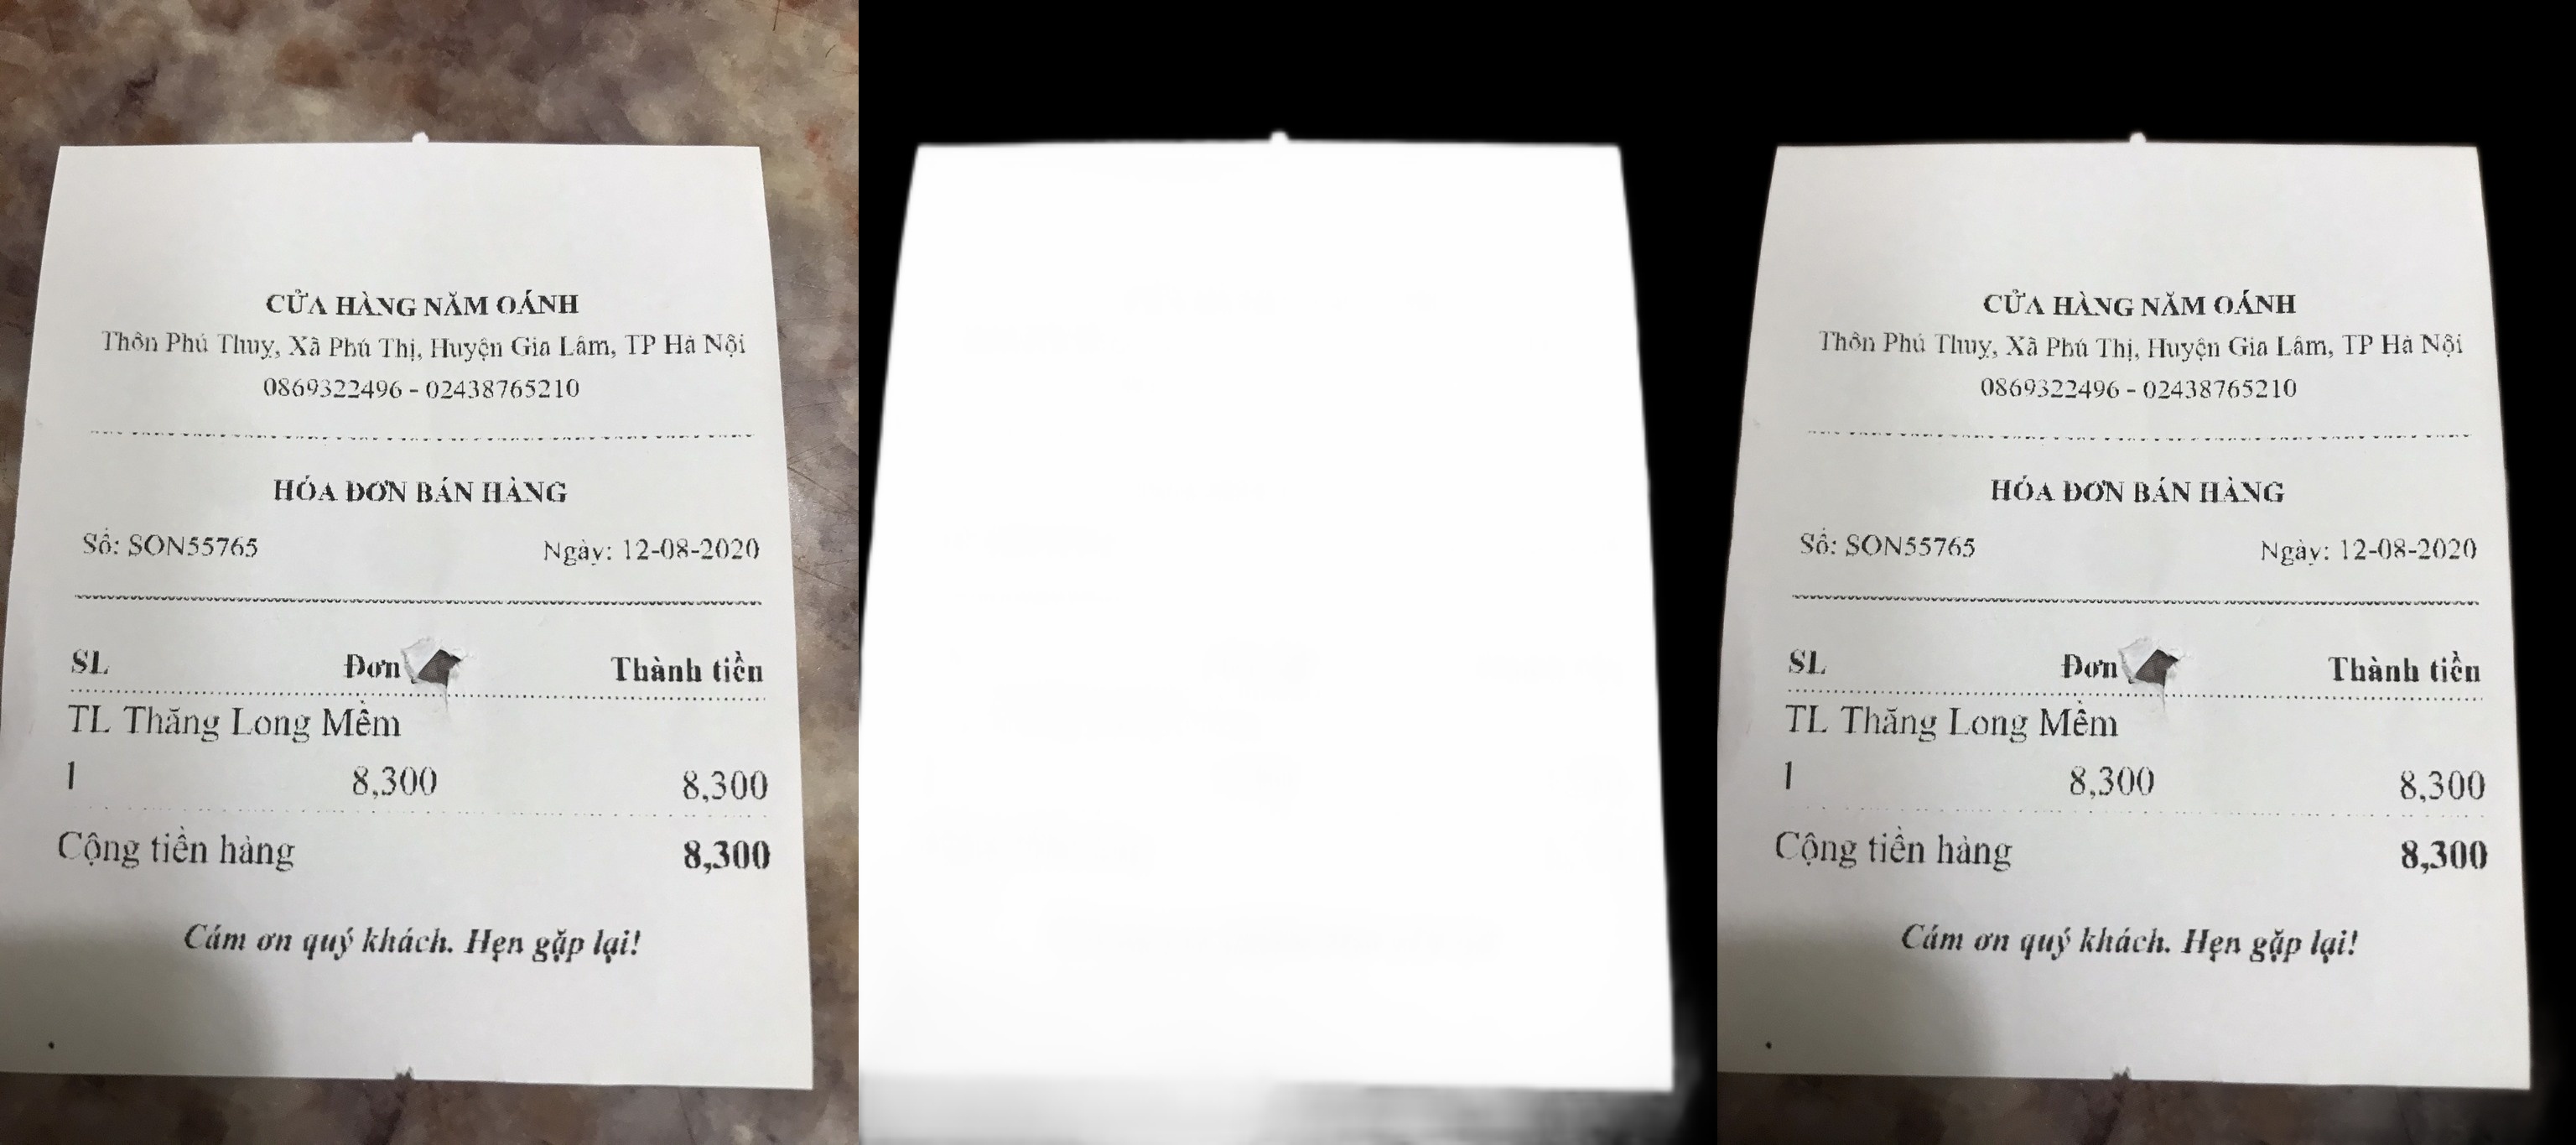 CỬA HÀNG NĂM OÁNH
Thôn Phú Thuỵ, Xã Phú Thị, Huyện Gia Lâm, TP Hà Nội
0869322496 - 02438765210
HÓA ĐƠN BÁN HÀNG
Số: SON55765 Ngày: 12-08-2020
SL Đơn Thành tiền
TL Thăng Long Mềm
1 8,300 8,300
Cộng tiền hàng 8,300
Cám ơn quý khách. Hẹn gặp lại!
CỬA HÀNG NĂM OÁNH
Thôn Phú Thuỵ, Xã Phú Thị, Huyện Gia Lâm, TP Hà Nội
0869322496 - 02438765210
HÓA ĐƠN BÁN HÀNG
Số: SON55765 Ngày: 12-08-2020
SL Đơn Thành tiền
TL Thăng Long Mềm
1 8,300 8,300
Cộng tiền hàng 8,300
Cám ơn quý khách. Hẹn gặp lại!